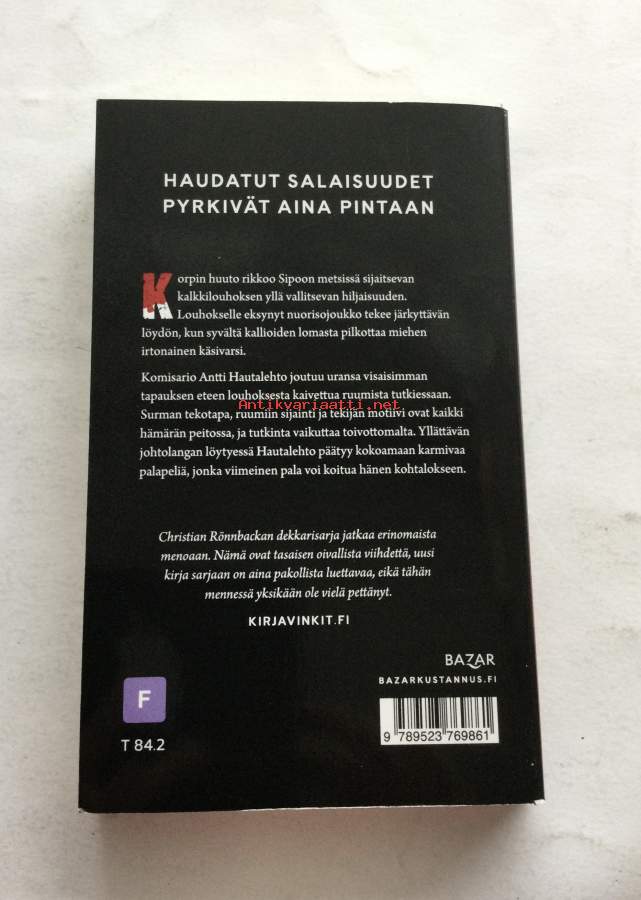 HAUDATUT SALAISUUDET
PYRKIVÄT AINA PINTAAN
Korpin huuto rikkoo Sipoon metsissä sijaitsevan
kalkkilouhoksen yllä vallitsevan hiljaisuuden.
Louhokselle eksynyt nuorisojoukko tekee järkyttävän
löydön, kun syvältä kallioiden lomasta pilkottaa miehen
irtonainen käsivarsi.
Komisario Antti Hautalehto joutuu uransa visaisimman
tapauksen eteen louhoksesta kaivettua ruumista tutkiessaan.
Antikvariaatti.net
Surman tekotapa, ruumiin sijainti ja tekijän motiivi ovat kaikki
hämärän peitossa, ja tutkinta vaikuttaa toivottomalta. Yllättävän
johtolangan löytyessä Hautalehto päätyy kokoamaan karmivaa
palapeliä, jonka viimeinen pala voi koitua hänen kohtalokseen.
Christian Rönnbackan dekkarisarja jatkaa erinomaista
menoaan. Nämä ovat tasaisen oivallista viihdettä, uusi
kirja sarjaan on aina pakollista luettavaa, eikä tähän
mennessä yksikään ole vielä pettänyt.
KIRJAVINKIT.FI
BAZAR
BAZARKUSTANNUS.FI
F
T 84.2
9 789523 769861